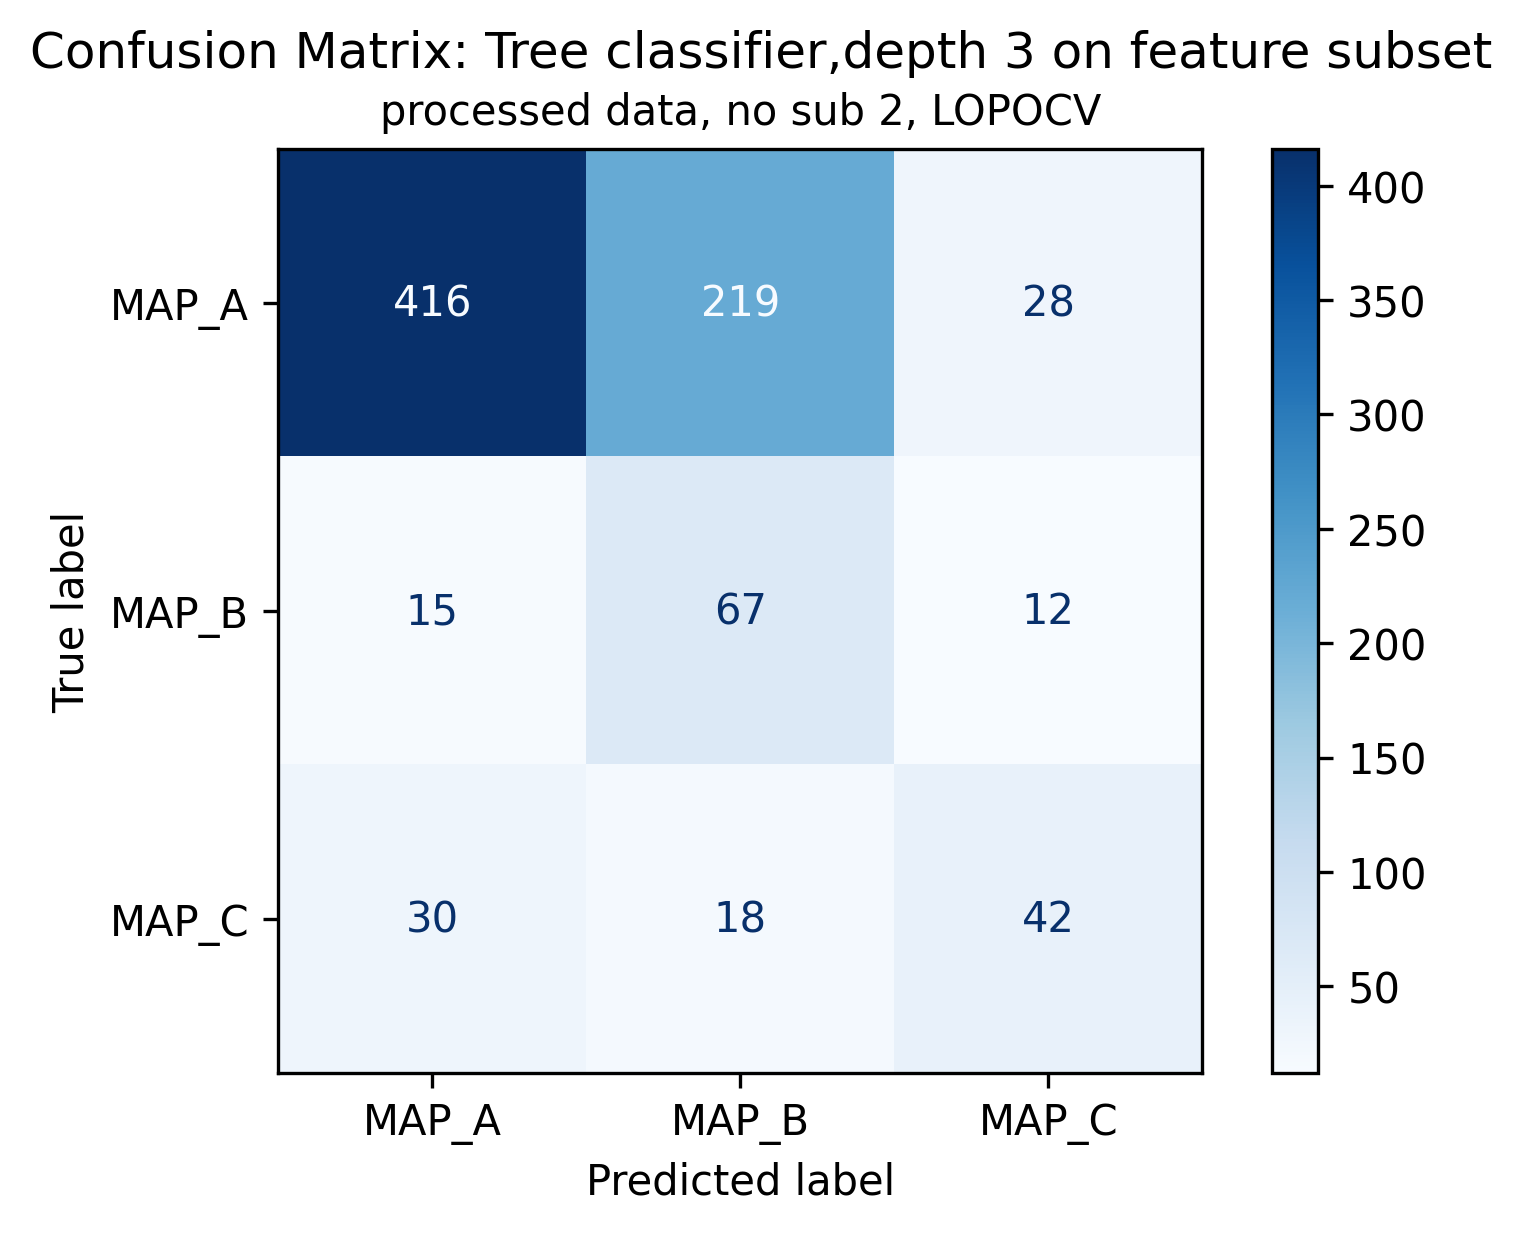 Confusion Matrix: Tree classifier,depth 3 on feature subset
processed data, no sub 2, LOPOCV
True label
MAP_A
416 219 28
MAP_B
15 67 12
MAP_C
30 18 42
MAP_A MAP_B MAP_C
Predicted label
400
350
300
250
200
150
100
50